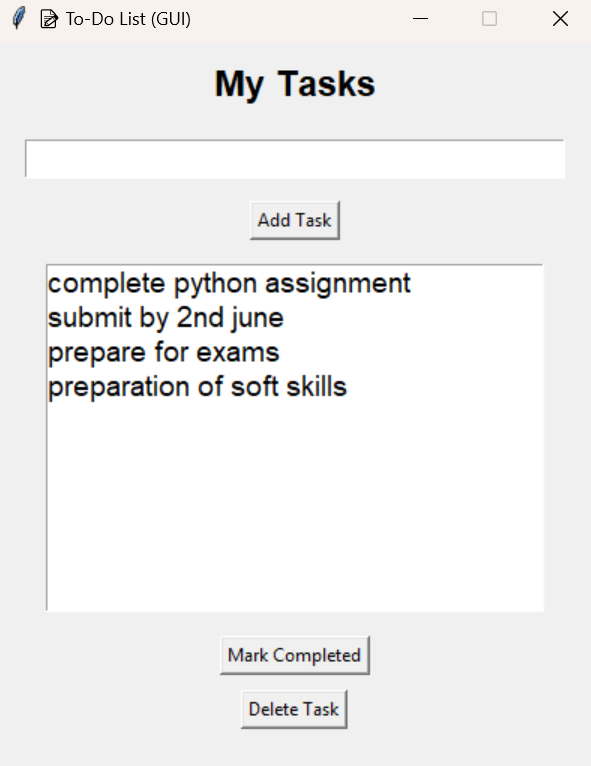 To-Do List (GUI)
My Tasks
Add Task
complete python assignment
submit by 2nd june
prepare for exams
preparation of soft skills
Mark Completed
Delete Task